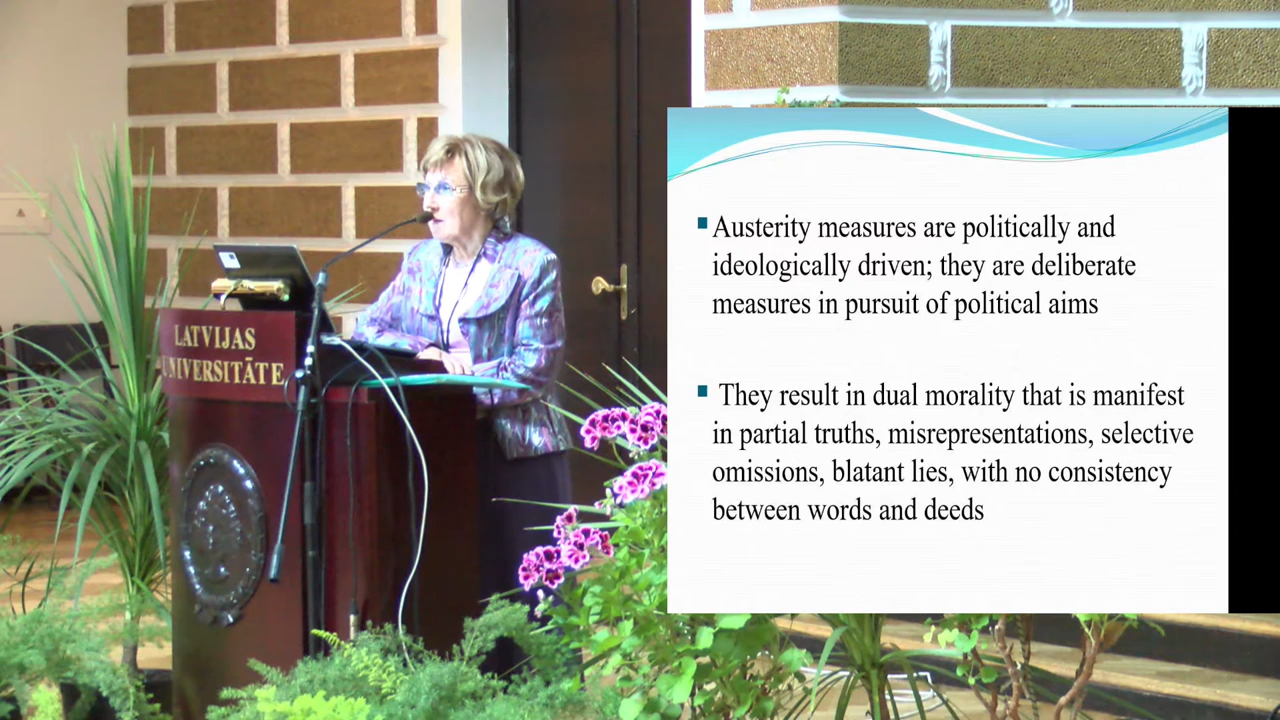 LATVIJAS
UNIVERSITĀTE
▪Austerity measures are politically and
ideologically driven; they are deliberate
measures in pursuit of political aims
▪ They result in dual morality that is manifest
in partial truths, misrepresentations, selective
omissions, blatant lies, with no consistency
between words and deeds